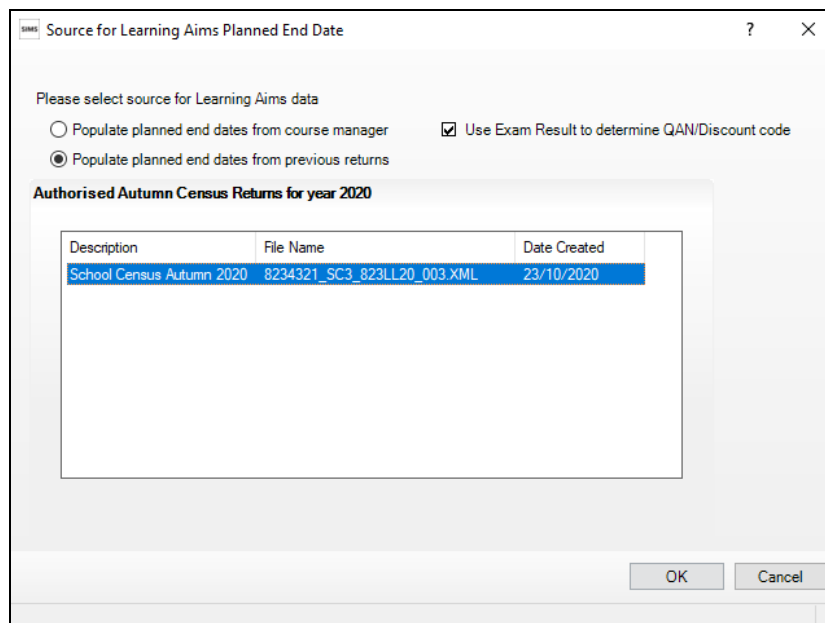 SIMS Source for Learning Aims Planned End Date ?
Please select source for Learning Aims data
Populate planned end dates from course manager Use Exam Result to determine QAN/Discount code
Populate planned end dates from previous returns
Authorised Autumn Census Returns for year 2020
Description File Name Date Created
School Census Autumn 2020 8234321_SC3_823LL20_003.XML 23/10/2020
OK Cancel